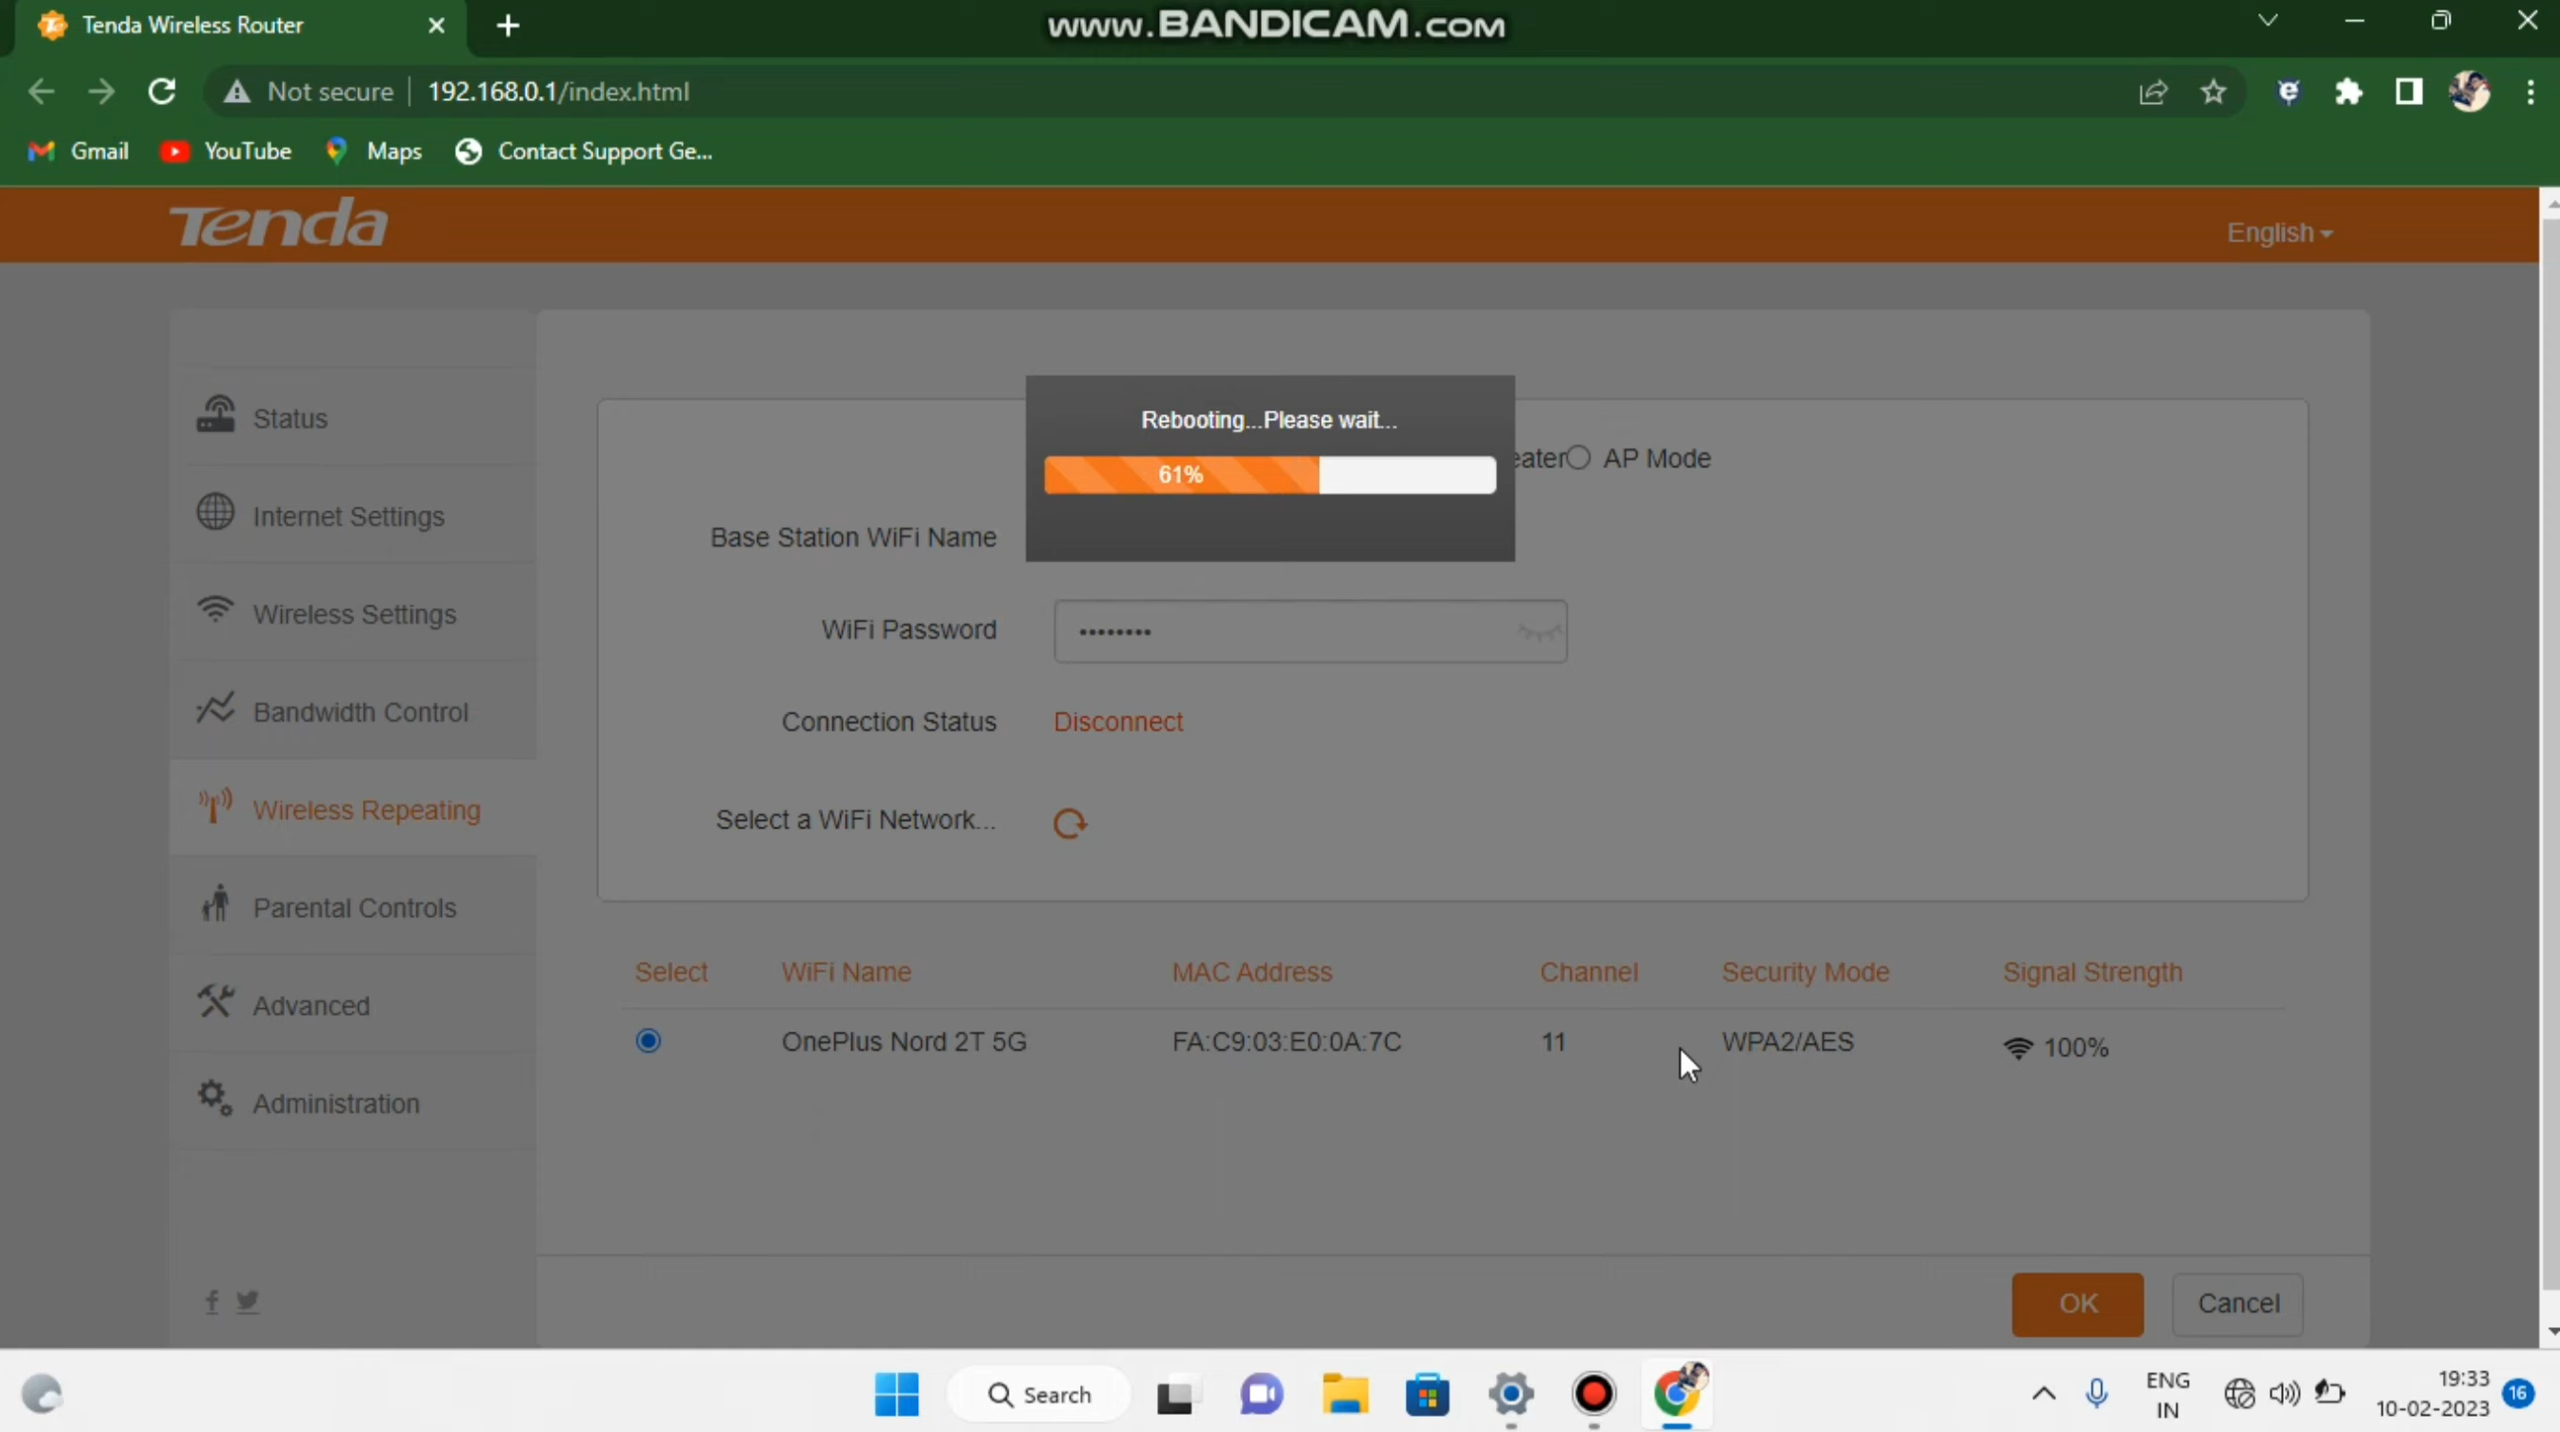 Tenda Wireless Router
www.BANDICAM.com
Not secure
192.168.0.1/index.html
Gmail
YouTube
Maps
Contact Support Ge...
Tenda
English
Status
Internet Settings
Wireless Settings
Bandwidth Control
Wireless Repeating
Parental Controls
Advanced
Administration
Rebooting...Please wait...
61%
eater
AP Mode
Base Station WiFi Name
WiFi Password
••••••••
Connection Status
Disconnect
Select a WiFi Network...
Select
WiFi Name
MAC Address
Channel
Security Mode
Signal Strength
OnePlus Nord 2T 5G
FA:C9:03:E0:0A:7C
11
WPA2/AES
100%
OK
Cancel
Search
ENG
IN
19:33
10-02-2023
16